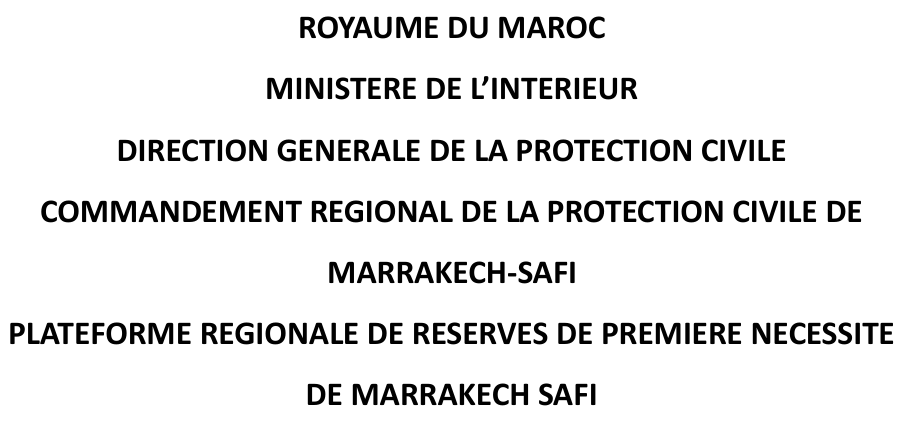 ROYAUME DU MAROC
MINISTERE DE L’INTERIEUR
DIRECTION GENERALE DE LA PROTECTION CIVILE
COMMANDEMENT REGIONAL DE LA PROTECTION CIVILE DE
MARRAKECH-SAFI
PLATEFORME REGIONALE DE RESERVES DE PREMIERE NECESSITE
DE MARRAKECH SAFI